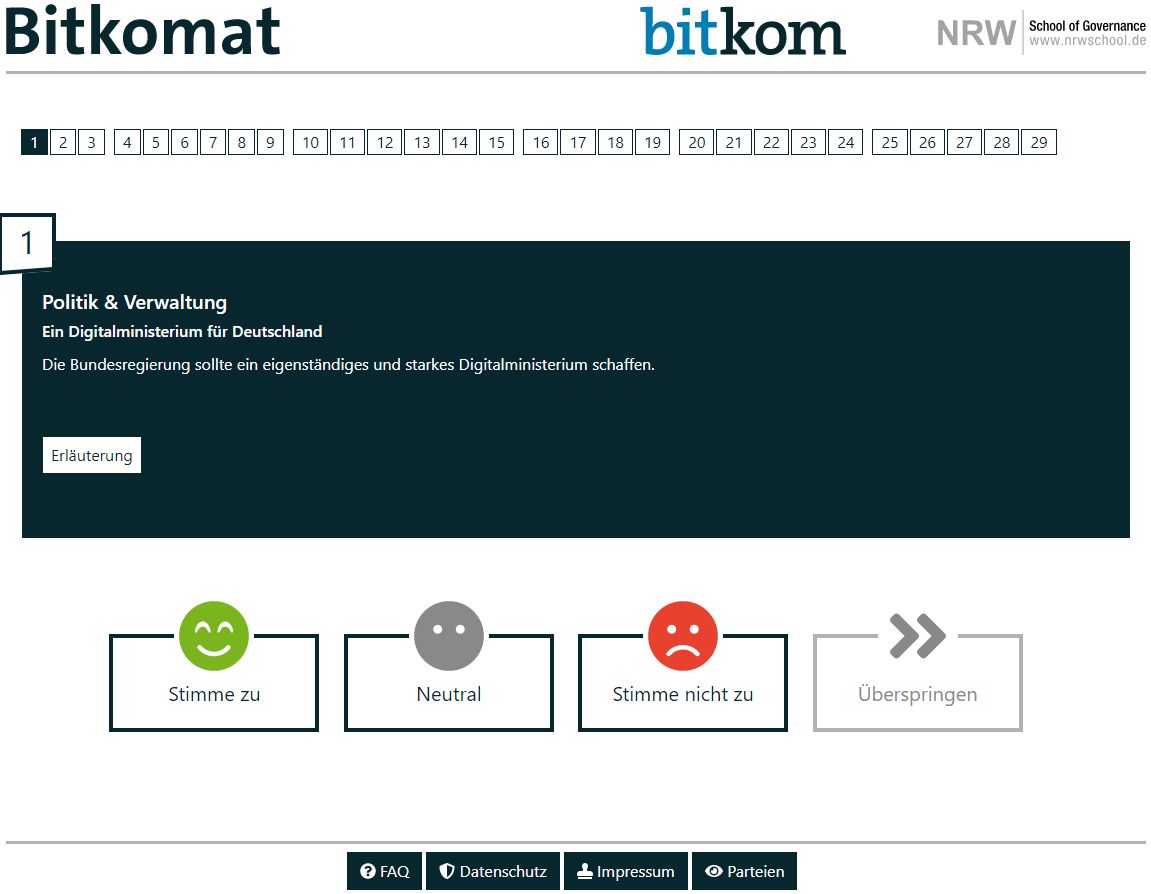 Bitkomat
bitkom
NRW School of Governance
www.nrwschool.de
1 2 3 4 5 6 7 8 9 10 11 12 13 14 15 16 17 18 19 20 21 22 23 24 25 26 27 28 29
1
Politik & Verwaltung
Ein Digitalministerium für Deutschland
Die Bundesregierung sollte ein eigenständiges und starkes Digitalministerium schaffen.
Erläuterung
Stimme zu Neutral Stimme nicht zu Überspringen
FAQ Datenschutz Impressum Parteien